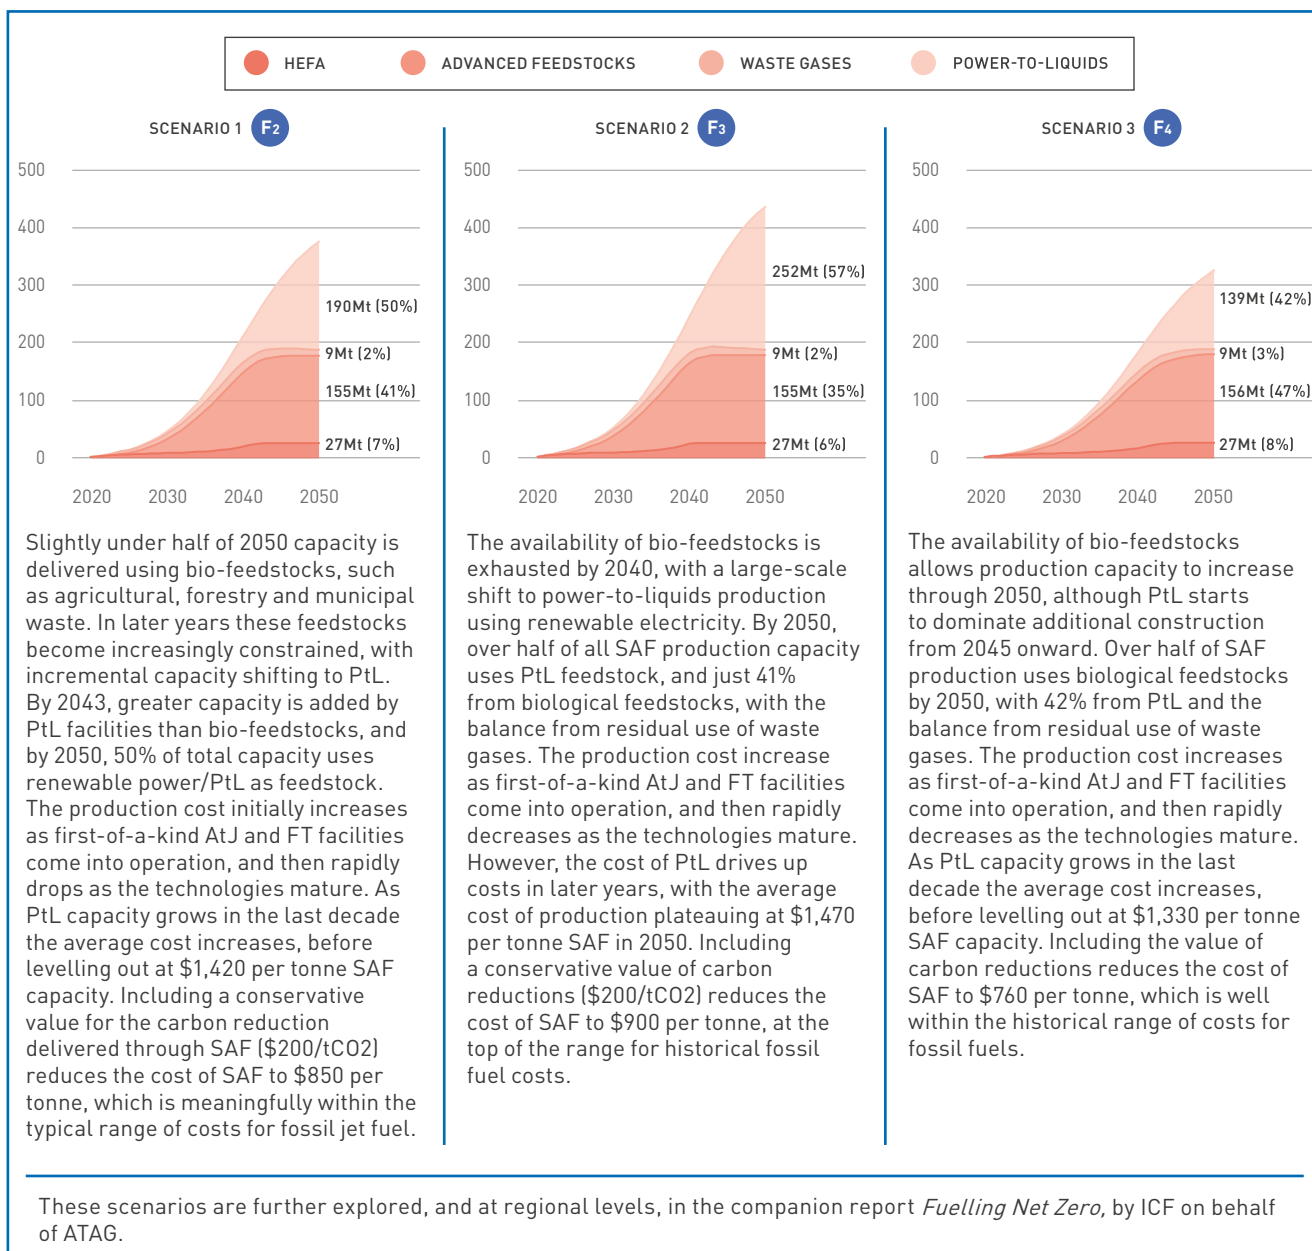 HEFA
ADVANCED FEEDSTOCKS
WASTE GASES
POWER-TO-LIQUIDS
SCENARIO 1 F2
500
400
300
200
100
0
190Mt (50%)
9Mt (2%)
155Mt (41%)
27Mt (7%)
2020 2030 2040 2050
Slightly under half of 2050 capacity is
delivered using bio-feedstocks, such
as agricultural, forestry and municipal
waste. In later years these feedstocks
become increasingly constrained, with
incremental capacity shifting to PtL.
By 2043, greater capacity is added by
PtL facilities than bio-feedstocks, and
by 2050, 50% of total capacity uses
renewable power/PtL as feedstock.
The production cost initially increases
as first-of-a-kind AtJ and FT facilities
come into operation, and then rapidly
drops as the technologies mature. As
PtL capacity grows in the last decade
the average cost increases, before
levelling out at $1,420 per tonne SAF
capacity. Including a conservative
value for the carbon reduction
delivered through SAF ($200/tCO2)
reduces the cost of SAF to $850 per
tonne, which is meaningfully within the
typical range of costs for fossil jet fuel.
SCENARIO 2 F3
500
400
300
200
100
0
252Mt (57%)
9Mt (2%)
155Mt (35%)
27Mt (6%)
2020 2030 2040 2050
The availability of bio-feedstocks is
exhausted by 2040, with a large-scale
shift to power-to-liquids production
using renewable electricity. By 2050,
over half of all SAF production capacity
uses PtL feedstock, and just 41%
from biological feedstocks, with the
balance from residual use of waste
gases. The production cost increase
as first-of-a-kind AtJ and FT facilities
come into operation, and then rapidly
decreases as the technologies mature.
However, the cost of PtL drives up
costs in later years, with the average
cost of production plateauing at $1,470
per tonne SAF in 2050. Including
a conservative value of carbon
reductions ($200/tCO2) reduces the
cost of SAF to $900 per tonne, at the
top of the range for historical fossil
fuel costs.
SCENARIO 3 F4
500
400
300
200
100
0
139Mt (42%)
9Mt (3%)
156Mt (47%)
27Mt (8%)
2020 2030 2040 2050
The availability of bio-feedstocks
allows production capacity to increase
through 2050, although PtL starts
to dominate additional construction
from 2045 onward. Over half of SAF
production uses biological feedstocks
by 2050, with 42% from PtL and the
balance from residual use of waste
gases. The production cost increases
as first-of-a-kind AtJ and FT facilities
come into operation, and then rapidly
decreases as the technologies mature.
As PtL capacity grows in the last
decade the average cost increases,
before levelling out at $1,330 per tonne
SAF capacity. Including the value of
carbon reductions reduces the cost of
SAF to $760 per tonne, which is well
within the historical range of costs for
fossil fuels.
These scenarios are further explored, and at regional levels, in the companion report Fuelling Net Zero, by ICF on behalf
of ATAG.